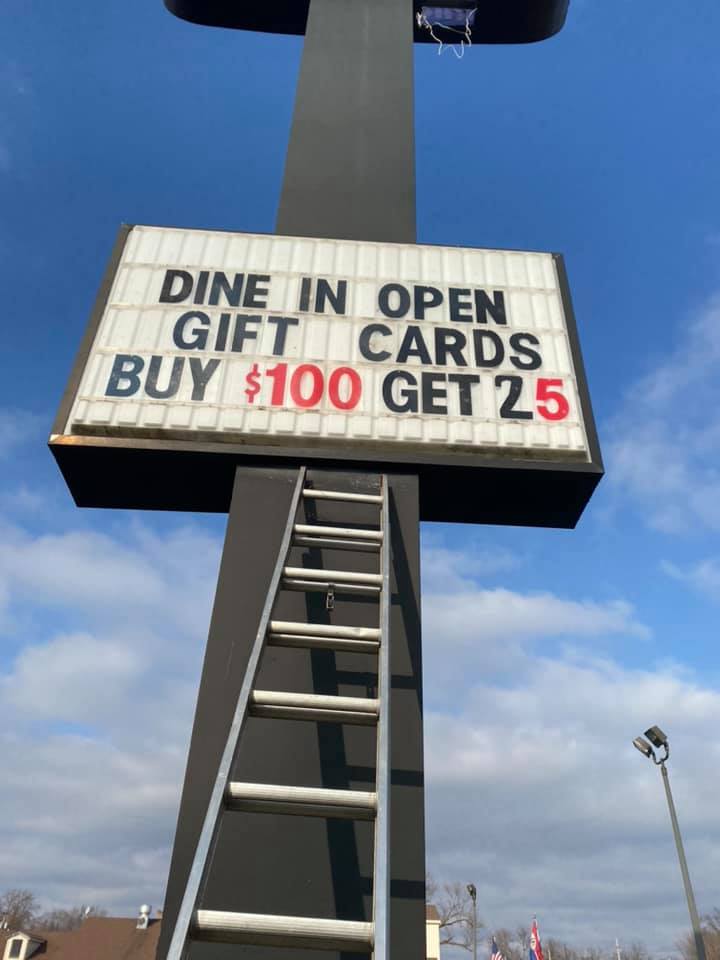 DINE IN OPEN
GIFT CARDS
BUY $100 GET 25